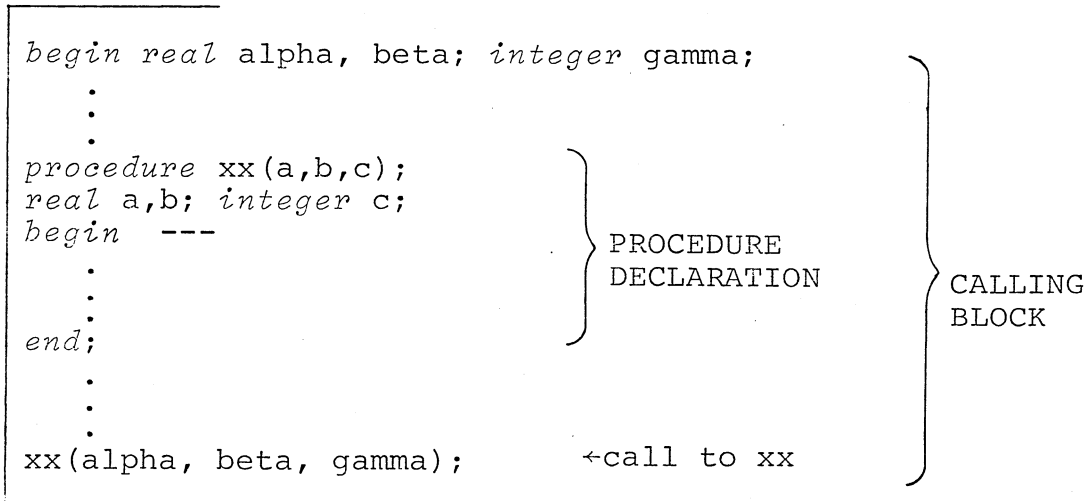 begin real alpha, beta; integer gamma;
.
.
.
procedure xx(a,b,c);
real a,b; integer c;
begin ---
.
.
.
end;
.
.
.
xx(alpha, beta, gamma); ←call to xx
PROCEDURE
DECLARATION
CALLING
BLOCK